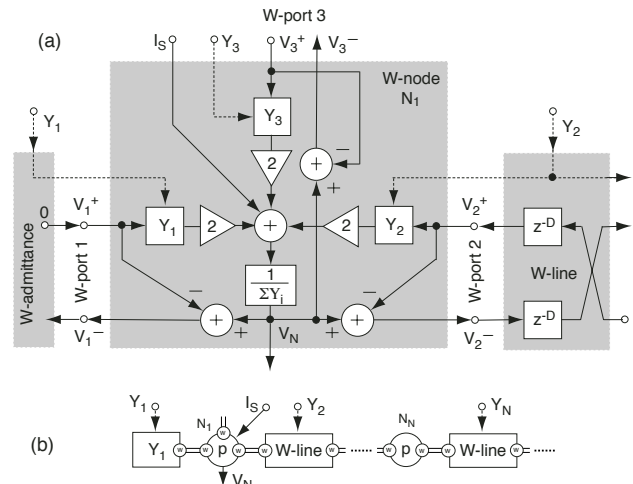 W-port 3
(a)
I_S Y_3 V_3^+ V_3^-
W-node
N_1
Y_1
Y_3
Y_2
2
−
+
+
W-admittance
0
V_1^+
W-port 1
V_1^-
Y_1
2
+
2
Y_2
V_2^+
W-port 2
V_2^-
z^-D
W-line
z^-D
1
ΣY_i
−
+
+
V_N
−
+
+
(b)
Y_1
N_1
I_S
Y_2
N_N
Y_N
Y_1
w
w
p
w
w
w
W-line
w
......
w
p
w
w
W-line
w
......
V_N